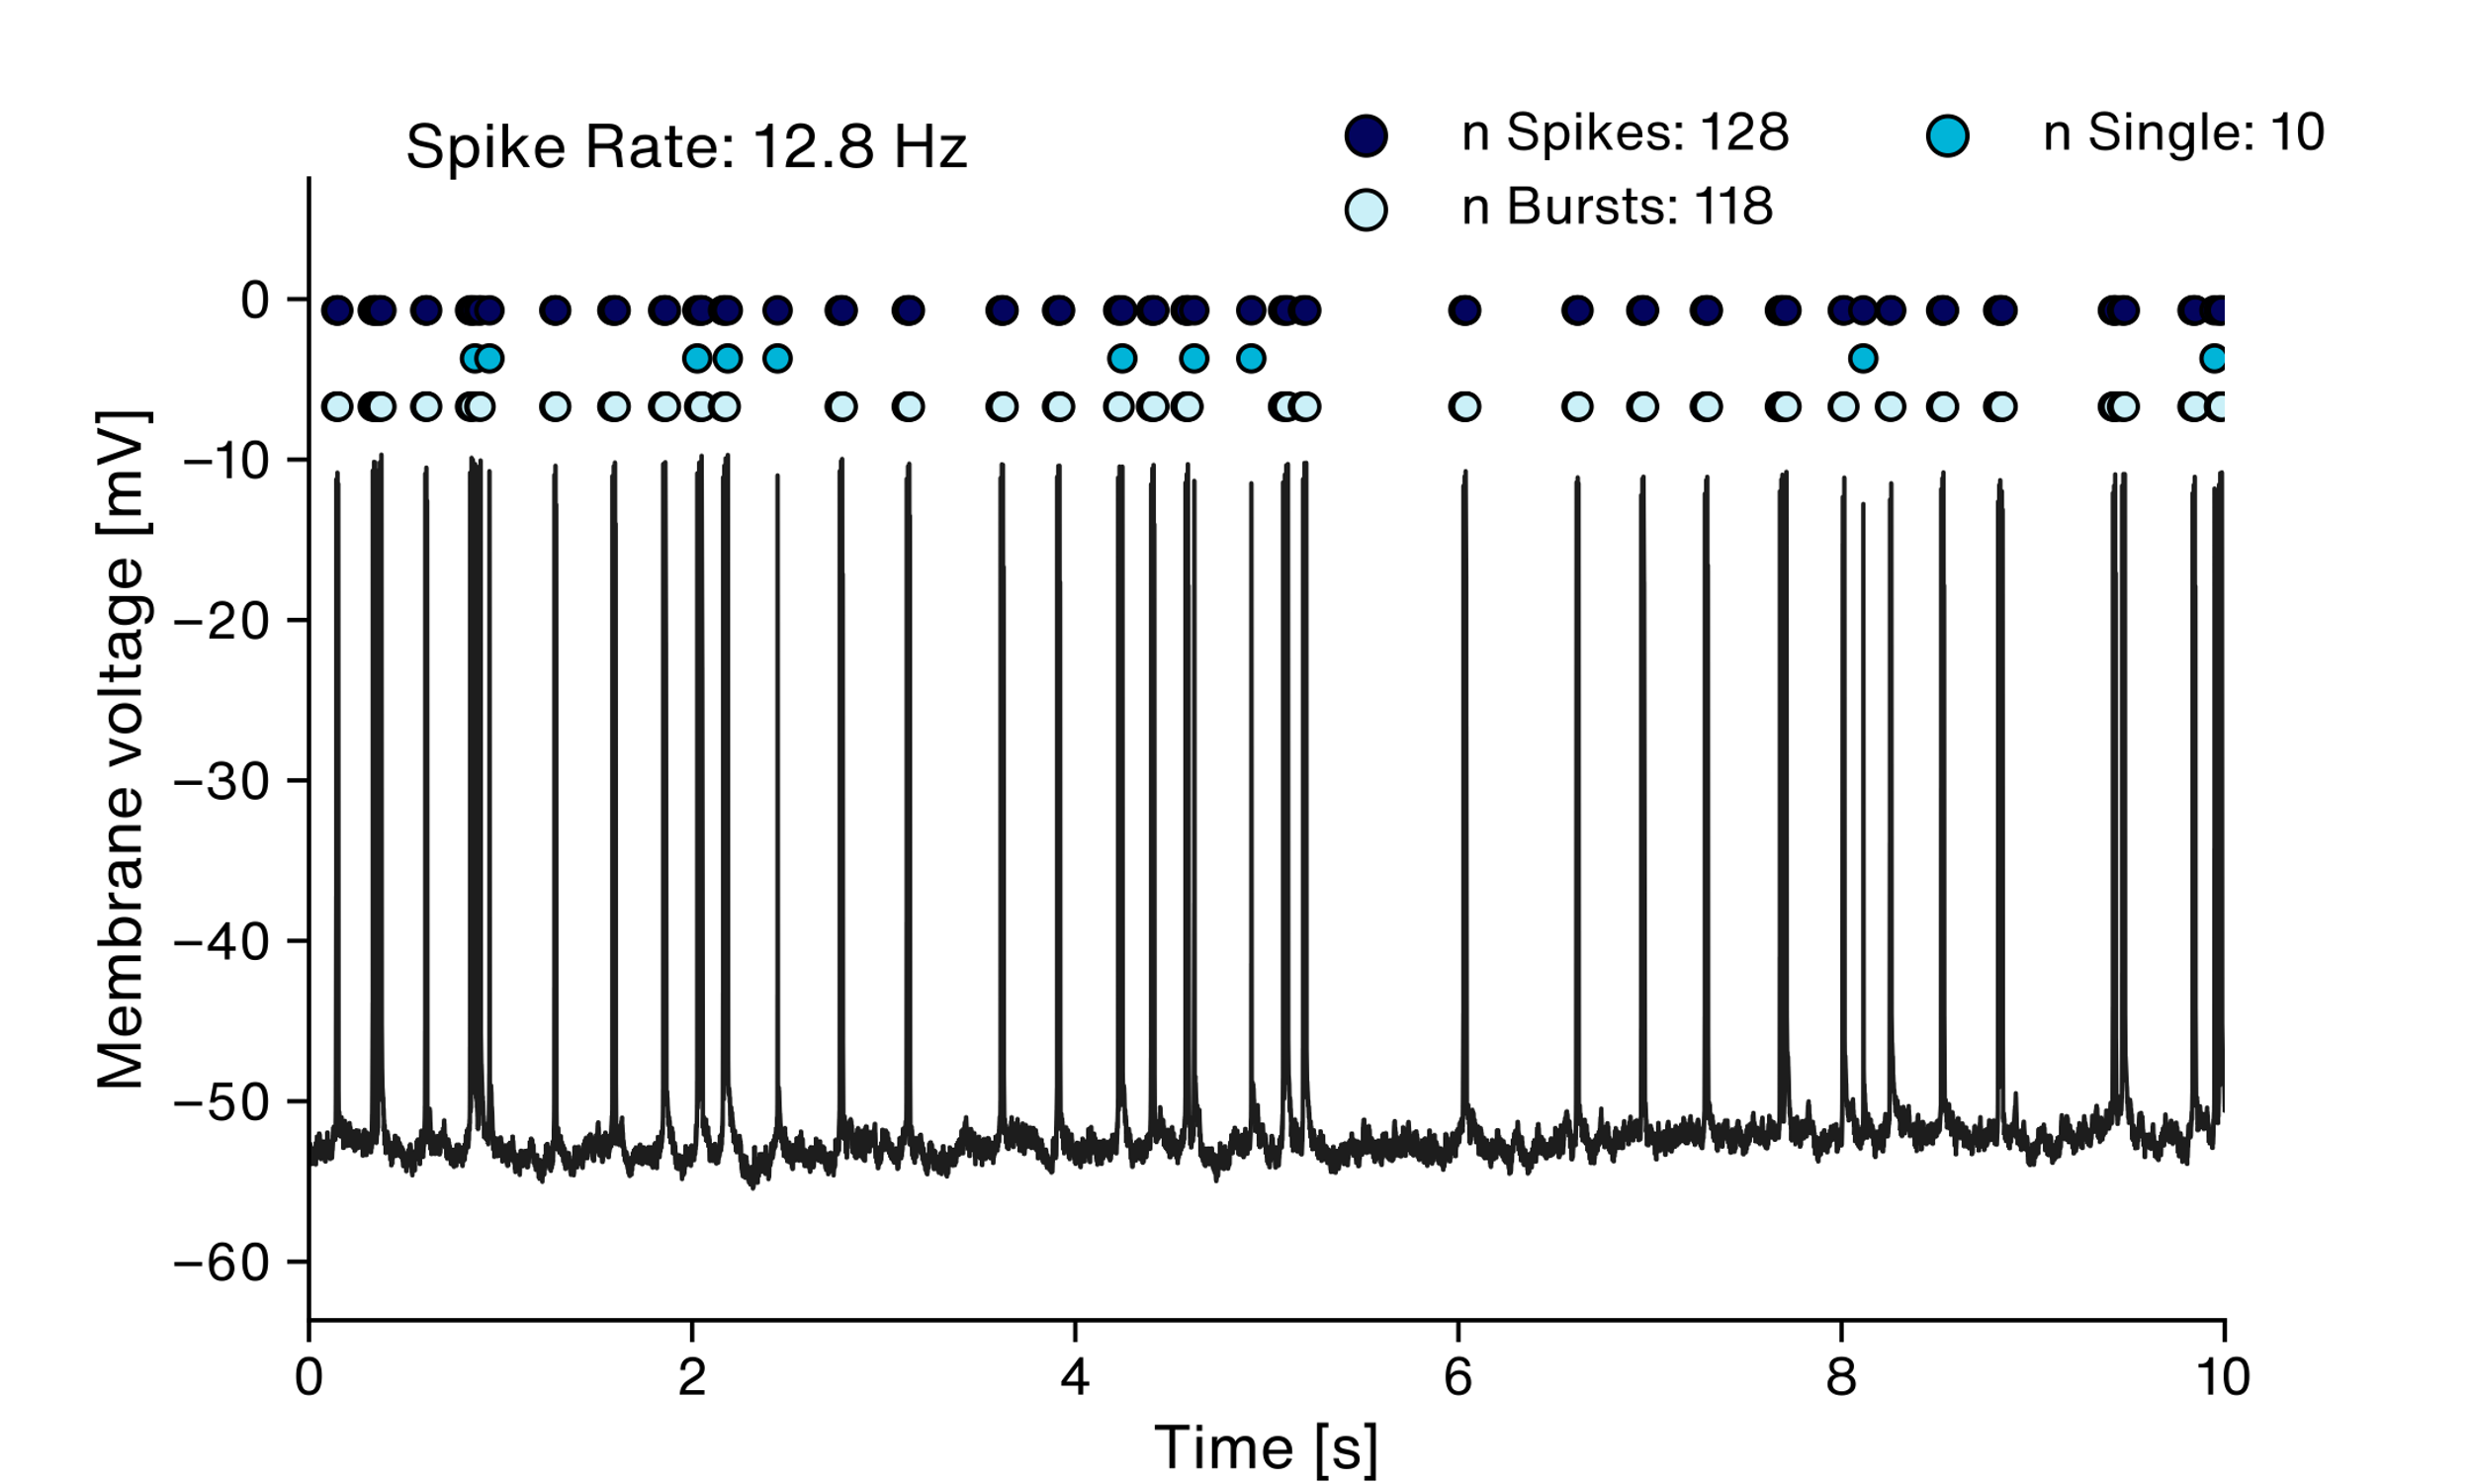 Spike Rate: 12.8 Hz
n Spikes: 128
n Single: 10
n Bursts: 118
Membrane voltage [mV]
0
−10
−20
−30
−40
−50
−60
0 2 4 6 8 10
Time [s]